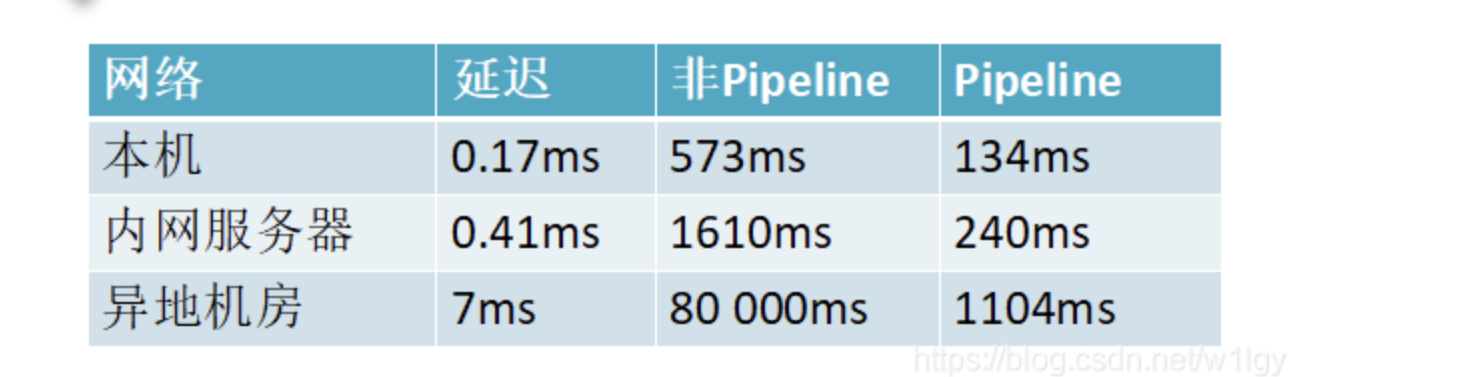 网络 延迟 非Pipeline Pipeline
本机 0.17ms 573ms 134ms
内网服务器 0.41ms 1610ms 240ms
异地机房 7ms 80 000ms 1104ms
https://blog.csdn.net/w1lgy